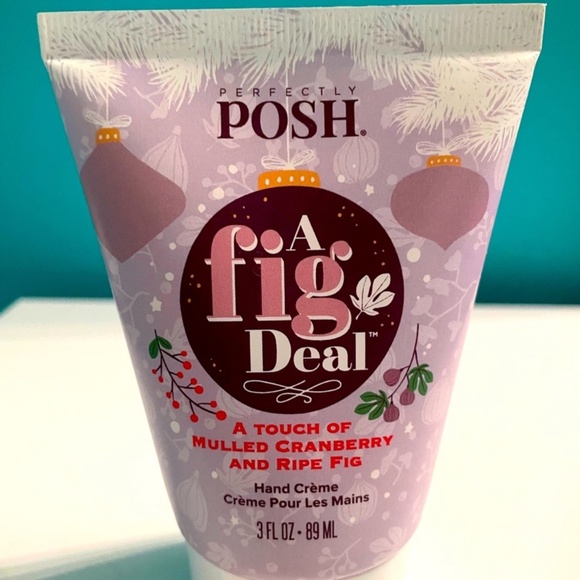 PERFECTLY
POSH®
A
fig
Deal™
A TOUCH OF
MULLED CRANBERRY
AND RIPE FIG
Hand Crème
Crème Pour Les Mains
3 FL OZ • 89 ML